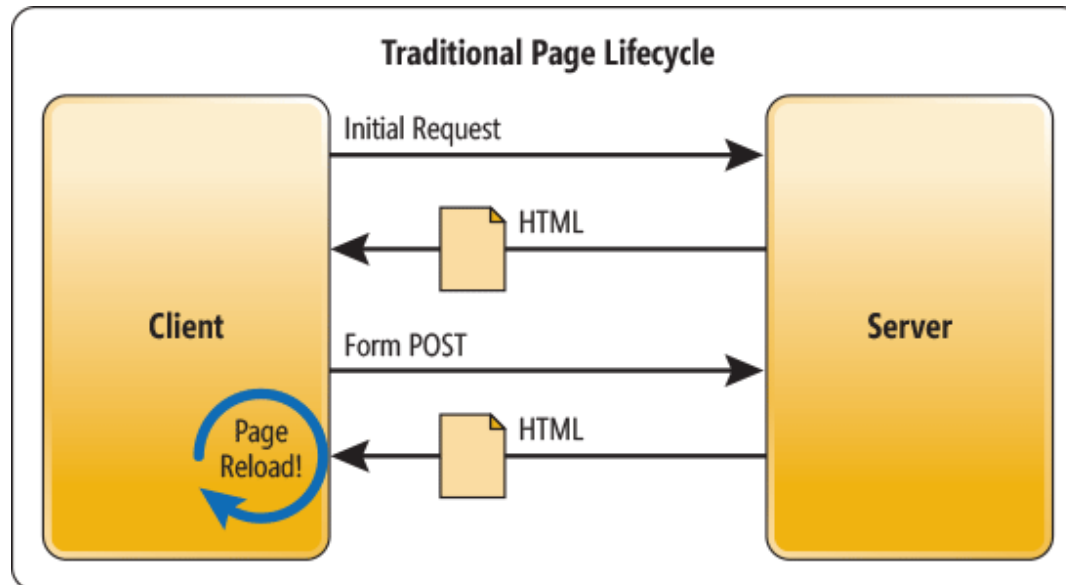 Traditional Page Lifecycle
Initial Request
HTML
Client
Server
Form POST
HTML
Page
Reload!